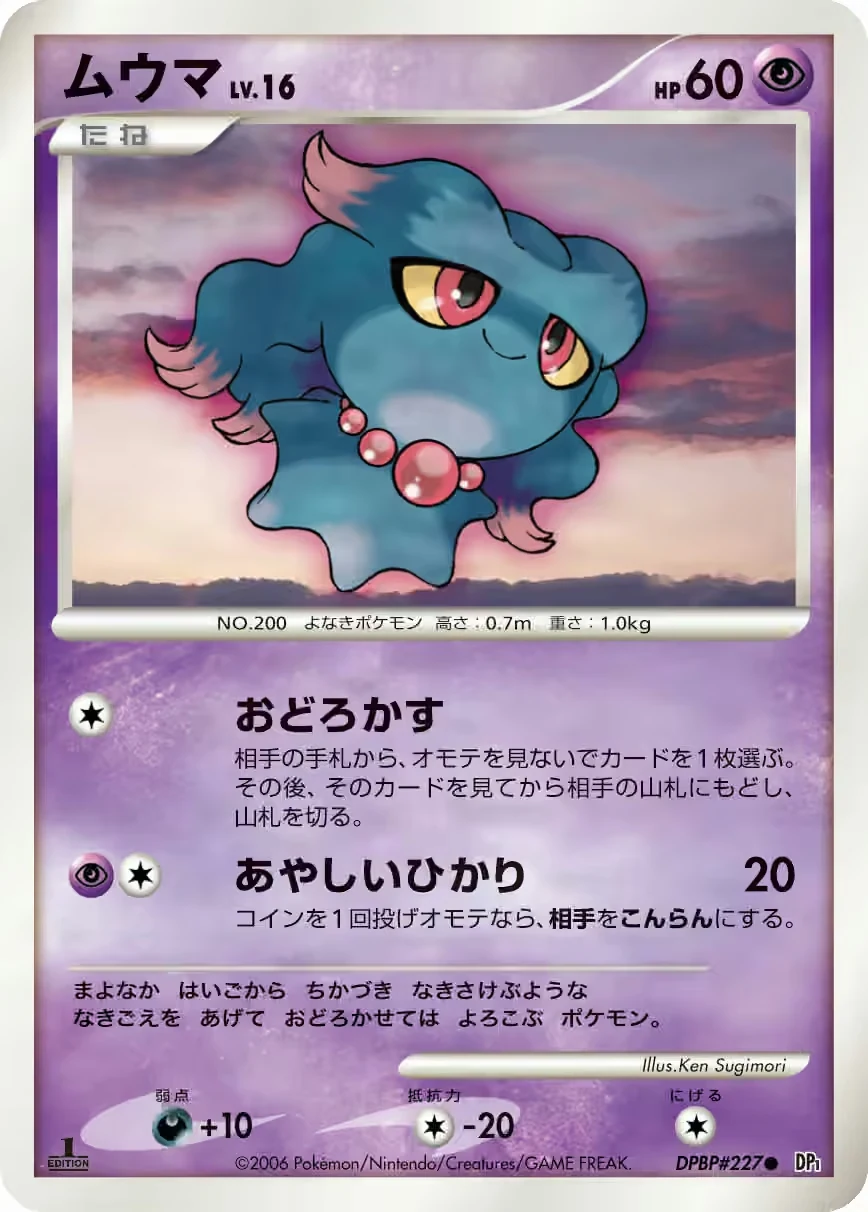 ムウマ LV.16 HP 60
たね
NO.200 よなきポケモン 高さ:0.7m 重さ:1.0kg
おどろかす
相手の手札から、オモテを見ないでカードを1枚選ぶ。
その後、そのカードを見てから相手の山札にもどし、
山札を切る。
あやしいひかり 20
コインを1回投げオモテなら、相手をこんらんにする。
まよなか はいごから ちかづき なきさけぶような
なきごえを あげて おどろかせては よろこぶ ポケモン。
Illus.Ken Sugimori
弱点 抵抗力 にげる
+10 -20
1 EDITION
©2006 Pokémon/Nintendo/Creatures/GAME FREAK. DPBP#227● DP1